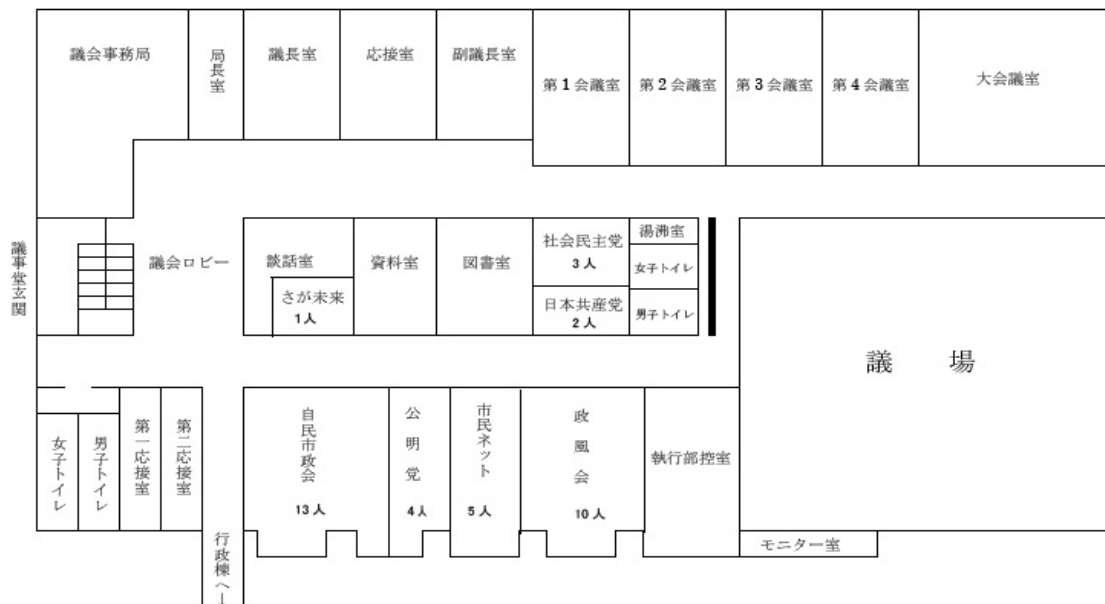 議会事務局
局長室
議長室
応接室
副議長室
第1会議室
第2会議室
第3会議室
第4会議室
大会議室
議事堂玄関
議会ロビー
談話室
さが未来
1人
資料室
図書室
社会民主党
3人
日本共産党
2人
湯沸室
女子トイレ
男子トイレ
議 場
女子トイレ
男子トイレ
第一応接室
第二応接室
行政棟へ
自民市政会
13人
公明党
4人
市民ネット
5人
政風会
10人
執行部控室
モニター室